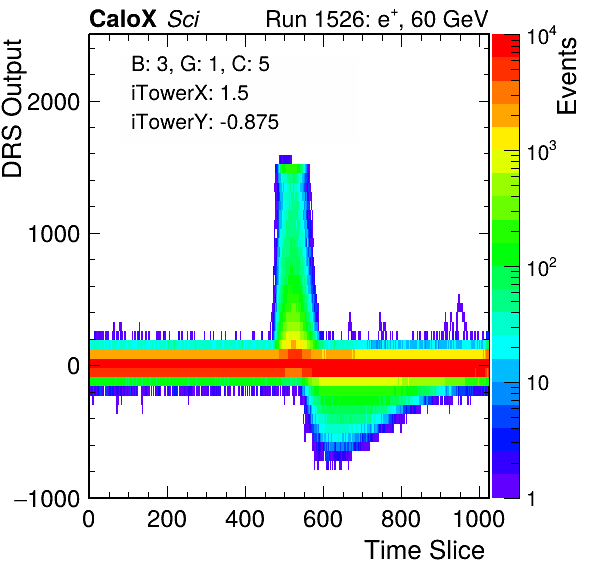 CaloX Sci Run 1526: e⁺, 60 GeV
B: 3, G: 1, C: 5
iTowerX: 1.5
iTowerY: -0.875
DRS Output
2000
1000
0
−1000
0 200 400 600 800 1000
Time Slice
Events
10⁴
10³
10²
10
1